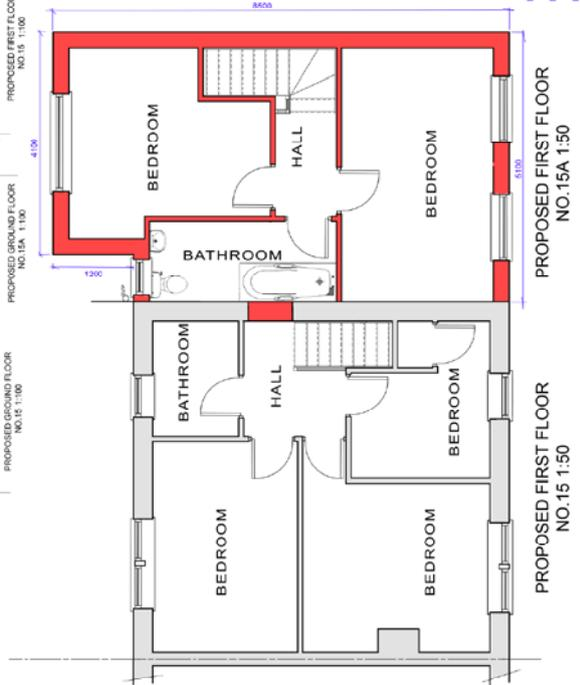 8500
PROPOSED FIRST FLOOR
NO.15 1:100
BEDROOM
HALL
BEDROOM
4100
5100
PROPOSED FIRST FLOOR
NO.15A 1:50
PROPOSED GROUND FLOOR
NO.15A 1:100
BATHROOM
1200
PROPOSED GROUND FLOOR
NO.15 1:100
BATHROOM
HALL
BEDROOM
PROPOSED FIRST FLOOR
NO.15 1:50
BEDROOM
BEDROOM